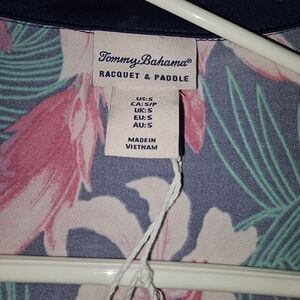 Tommy Bahama®
RACQUET & PADDLE
US:S
CA:S/P
UK:S
EU:S
AU:S
MADE IN
VIETNAM